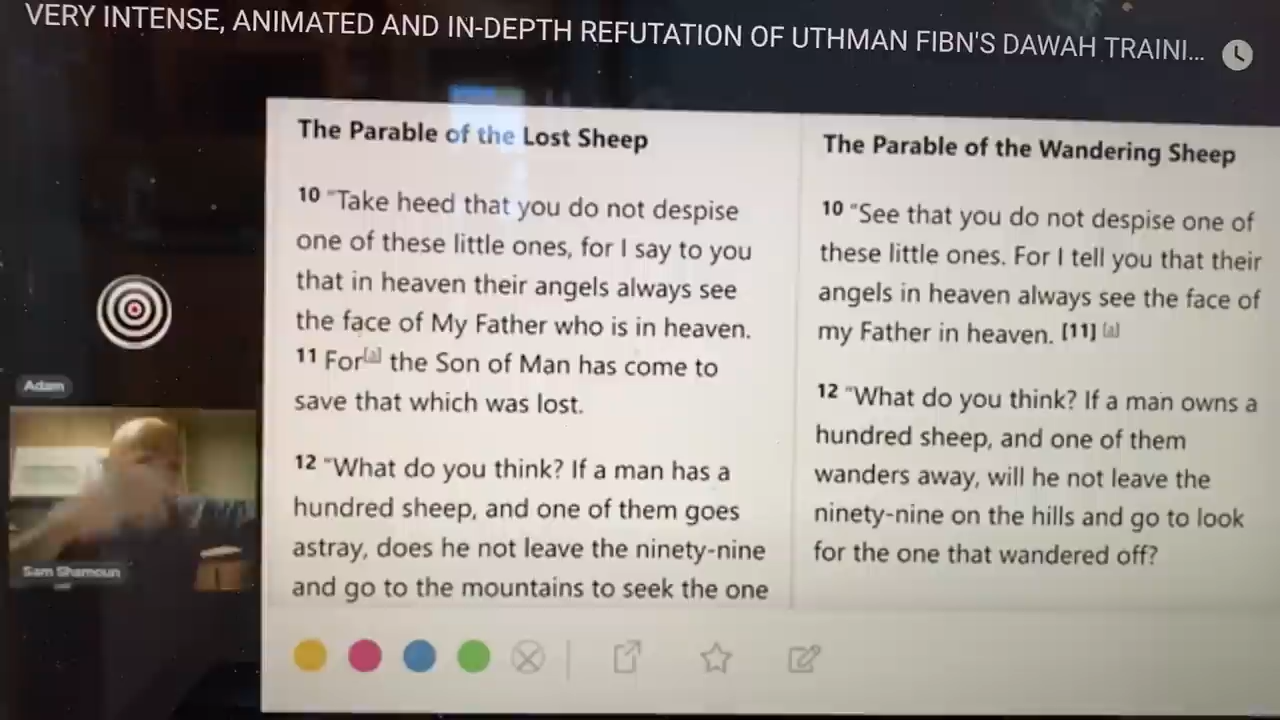 VERY INTENSE, ANIMATED AND IN-DEPTH REFUTATION OF UTHMAN FIBN'S DAWAH TRAINI...
The Parable of the Lost Sheep
10 "Take heed that you do not despise
one of these little ones, for I say to you
that in heaven their angels always see
the face of My Father who is in heaven.
11 For[a] the Son of Man has come to
save that which was lost.
12 "What do you think? If a man has a
hundred sheep, and one of them goes
astray, does he not leave the ninety-nine
and go to the mountains to seek the one
The Parable of the Wandering Sheep
10 "See that you do not despise one of
these little ones. For I tell you that their
angels in heaven always see the face of
my Father in heaven. [11] [a]
12 "What do you think? If a man owns a
hundred sheep, and one of them
wanders away, will he not leave the
ninety-nine on the hills and go to look
for the one that wandered off?
Adam
Sam Shamoun